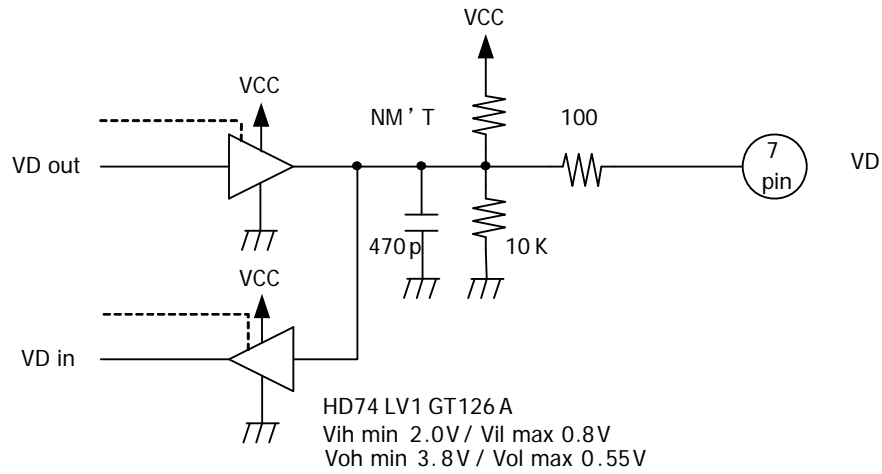 VCC
VCC
NM’T
100
VD out
7
pin
VD
470p
10K
VCC
VD in
HD74LV1GT126A
Vih min 2.0V / Vil max 0.8V
Voh min 3.8V / Vol max 0.55V